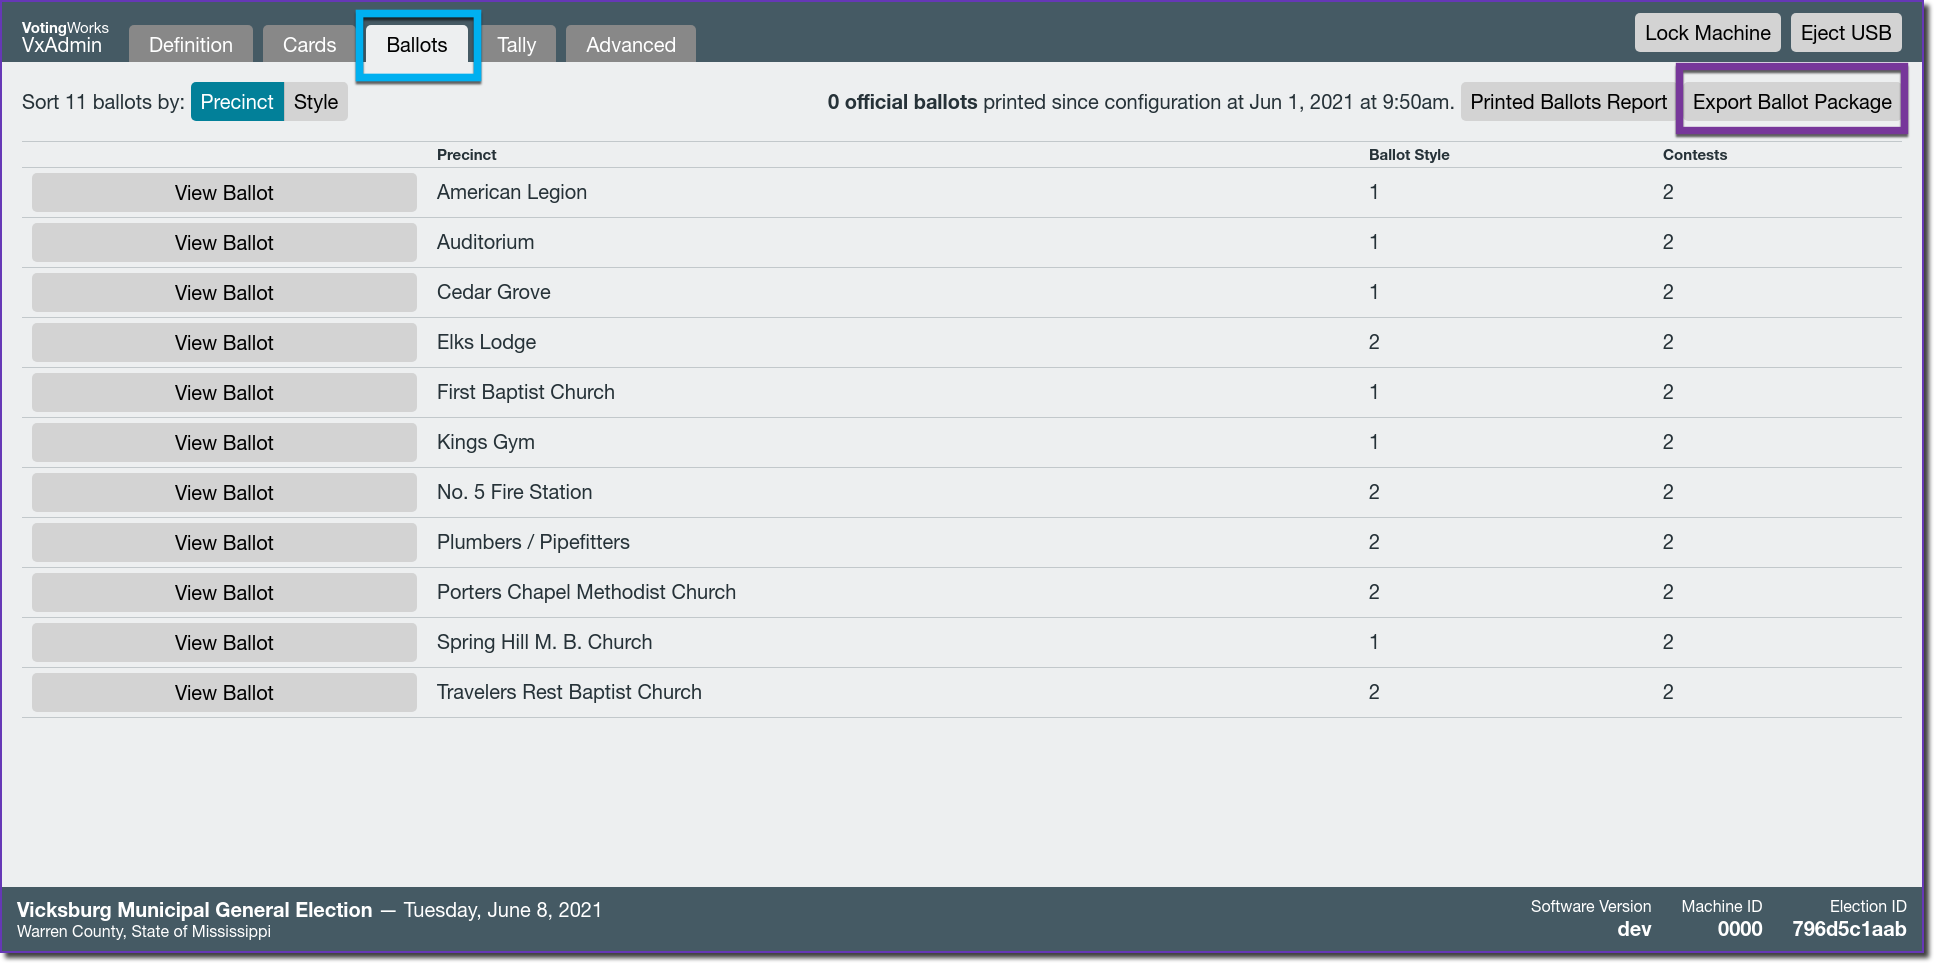 VotingWorks
VxAdmin
Definition
Cards
Ballots
Tally
Advanced
Lock Machine
Eject USB
Sort 11 ballots by: Precinct Style
0 official ballots printed since configuration at Jun 1, 2021 at 9:50am. Printed Ballots Report Export Ballot Package
Precinct Ballot Style Contests
View Ballot American Legion 1 2
View Ballot Auditorium 1 2
View Ballot Cedar Grove 1 2
View Ballot Elks Lodge 2 2
View Ballot First Baptist Church 1 2
View Ballot Kings Gym 1 2
View Ballot No. 5 Fire Station 2 2
View Ballot Plumbers / Pipefitters 2 2
View Ballot Porters Chapel Methodist Church 2 2
View Ballot Spring Hill M. B. Church 1 2
View Ballot Travelers Rest Baptist Church 2 2
Vicksburg Municipal General Election — Tuesday, June 8, 2021
Warren County, State of Mississippi
Software Version Machine ID Election ID
dev 0000 796d5c1aab